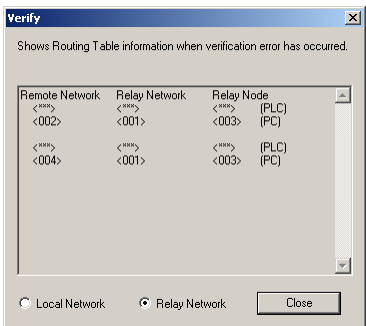 Verify
Shows Routing Table information when verification error has occurred.
Remote Network Relay Network Relay Node
<***> <***> <***> (PLC)
<002> <001> <003> (PC)
<***> <***> <***> (PLC)
<004> <001> <003> (PC)
Local Network Relay Network Close